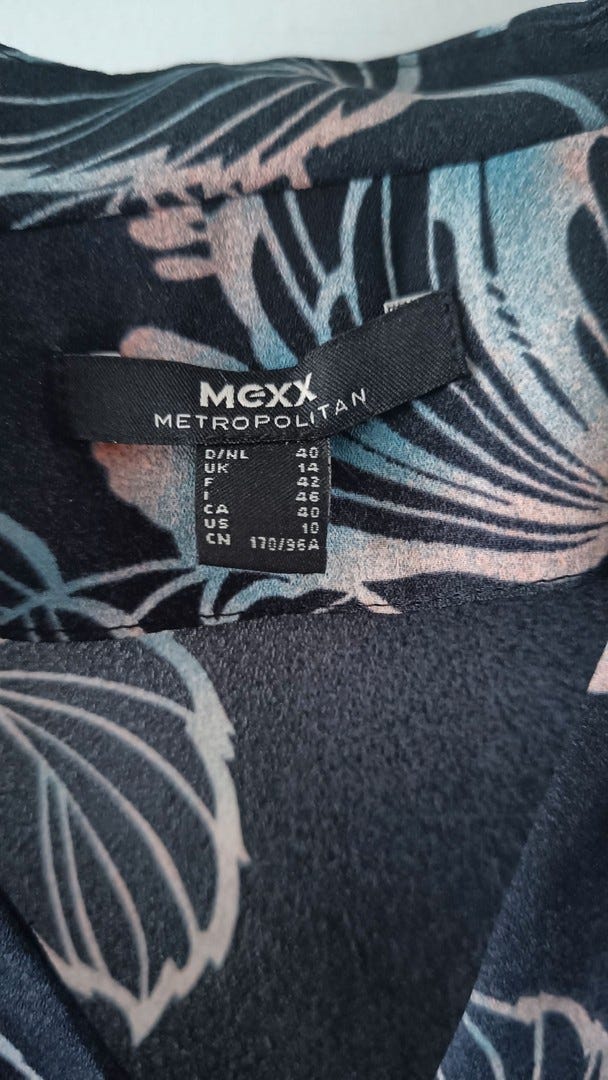 MEXX
METROPOLITAN
D/NL 40
UK 14
F 42
I 46
CA 40
US 10
CN 170/96A